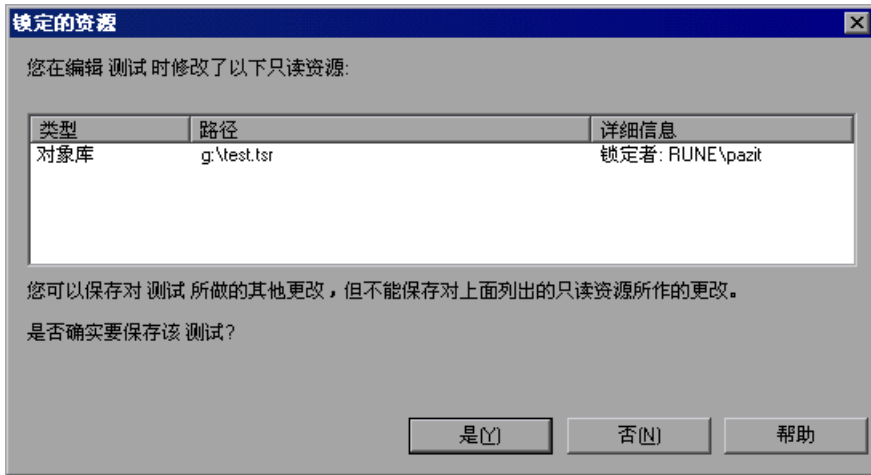 锁定的资源
您在编辑 测试 时修改了以下只读资源:
类型 路径 详细信息
对象库 g:\test.tsr 锁定者: RUNE\pazit
您可以保存对 测试 所做的其他更改，但不能保存对上面列出的只读资源所作的更改。
是否确实要保存该 测试?
是(Y) 否(N) 帮助